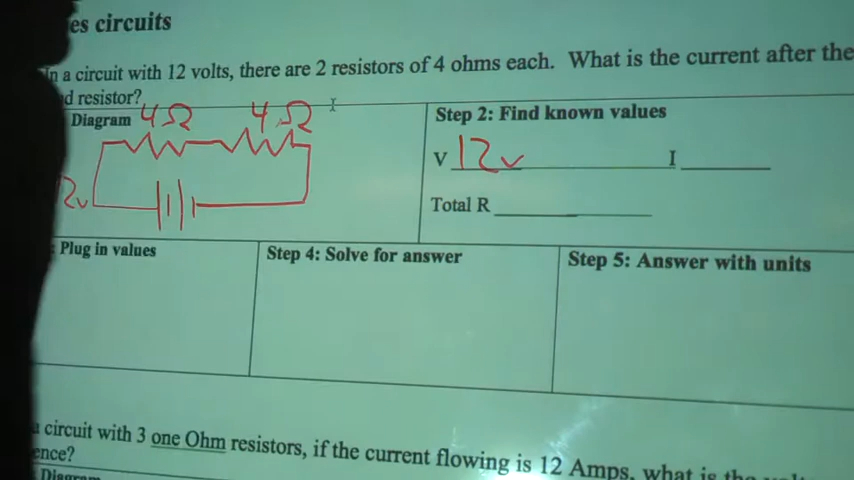 es circuits
In a circuit with 12 volts, there are 2 resistors of 4 ohms each. What is the current after the
d resistor?
Diagram
4Ω 4Ω
2v
Step 2: Find known values
V 12v I
Total R
: Plug in values
Step 4: Solve for answer
Step 5: Answer with units
a circuit with 3 one Ohm resistors, if the current flowing is 12 Amps, what is the
ence?
Diagram